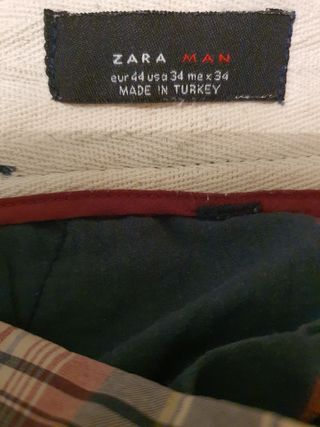 ZARA MAN
eur 44 usa 34 mex 34
MADE IN TURKEY